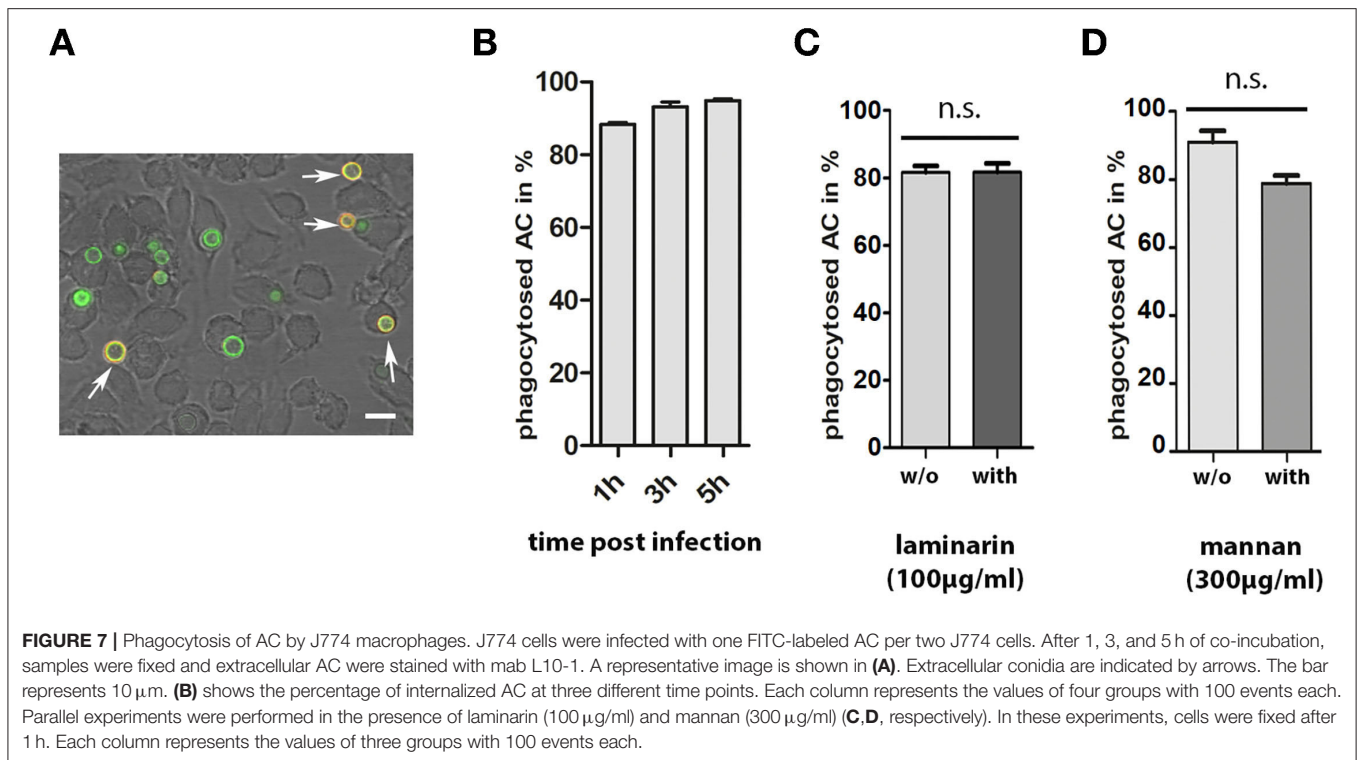 A
B
100
80
60
40
20
0
phagocytosed AC in %
1h 3h 5h
time post infection
C
n.s.
100
80
60
40
20
0
phagocytosed AC in %
w/o with
laminarin
(100µg/ml)
D
n.s.
100
80
60
40
20
0
phagocytosed AC in %
w/o with
mannan
(300µg/ml)
FIGURE 7 | Phagocytosis of AC by J774 macrophages. J774 cells were infected with one FITC-labeled AC per two J774 cells. After 1, 3, and 5 h of co-incubation,
samples were fixed and extracellular AC were stained with mab L10-1. A representative image is shown in (A). Extracellular conidia are indicated by arrows. The bar
represents 10 µm. (B) shows the percentage of internalized AC at three different time points. Each column represents the values of four groups with 100 events each.
Parallel experiments were performed in the presence of laminarin (100 µg/ml) and mannan (300 µg/ml) (C,D, respectively). In these experiments, cells were fixed after
1 h. Each column represents the values of three groups with 100 events each.